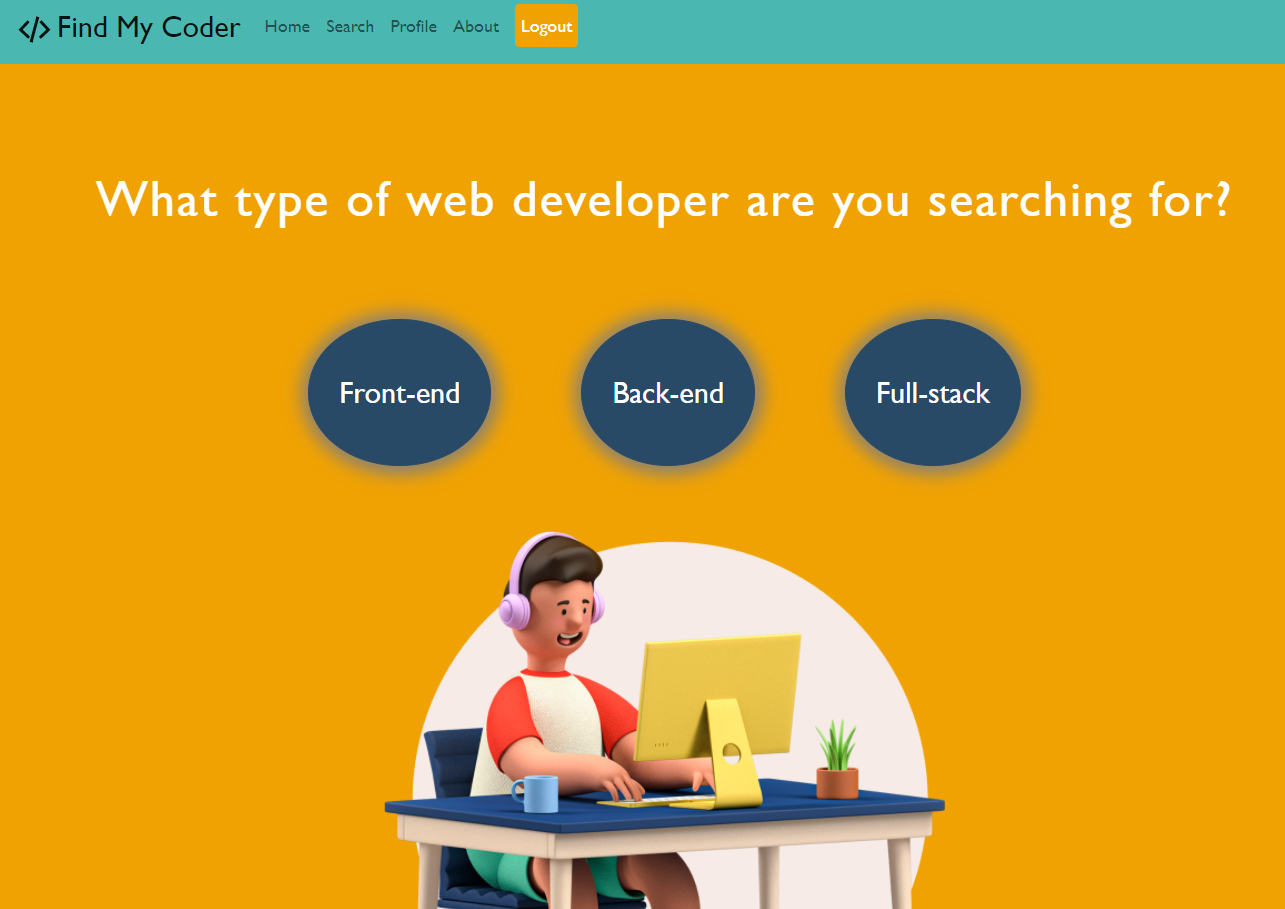 </> Find My Coder Home Search Profile About Logout
What type of web developer are you searching for?
Front-end Back-end Full-stack